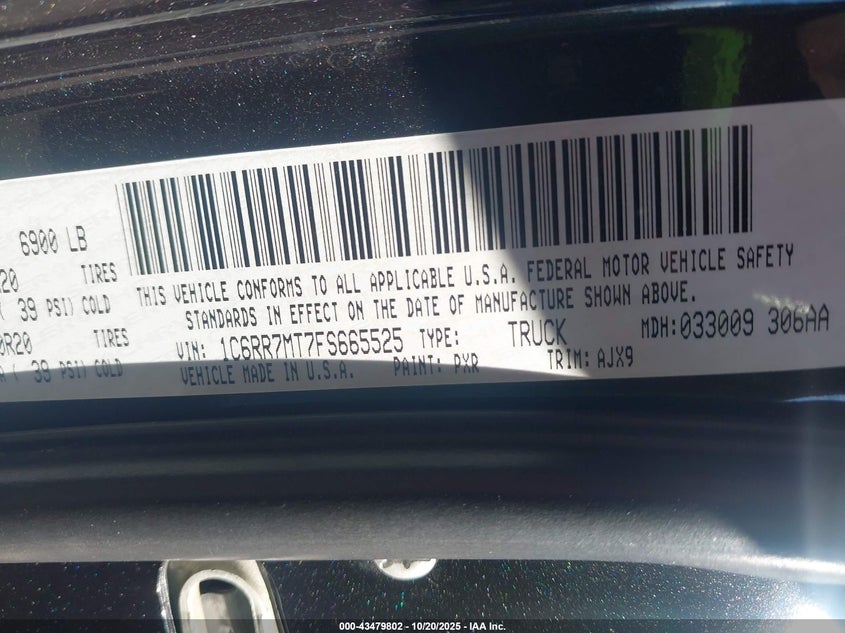 6900 LB
20 TIRES
( 39 PSI) COLD
0R20 TIRES
A ( 39 PSI) COLD
THIS VEHICLE CONFORMS TO ALL APPLICABLE U.S.A. FEDERAL MOTOR VEHICLE SAFETY
STANDARDS IN EFFECT ON THE DATE OF MANUFACTURE SHOWN ABOVE.
VIN: 1C6RR7MT7FS665525 TYPE: TRUCK MDH:033009 306AA
VEHICLE MADE IN U.S.A. PAINT: PXR TRIM: AJX9
000-43479802 - 10/20/2025 - IAA Inc.